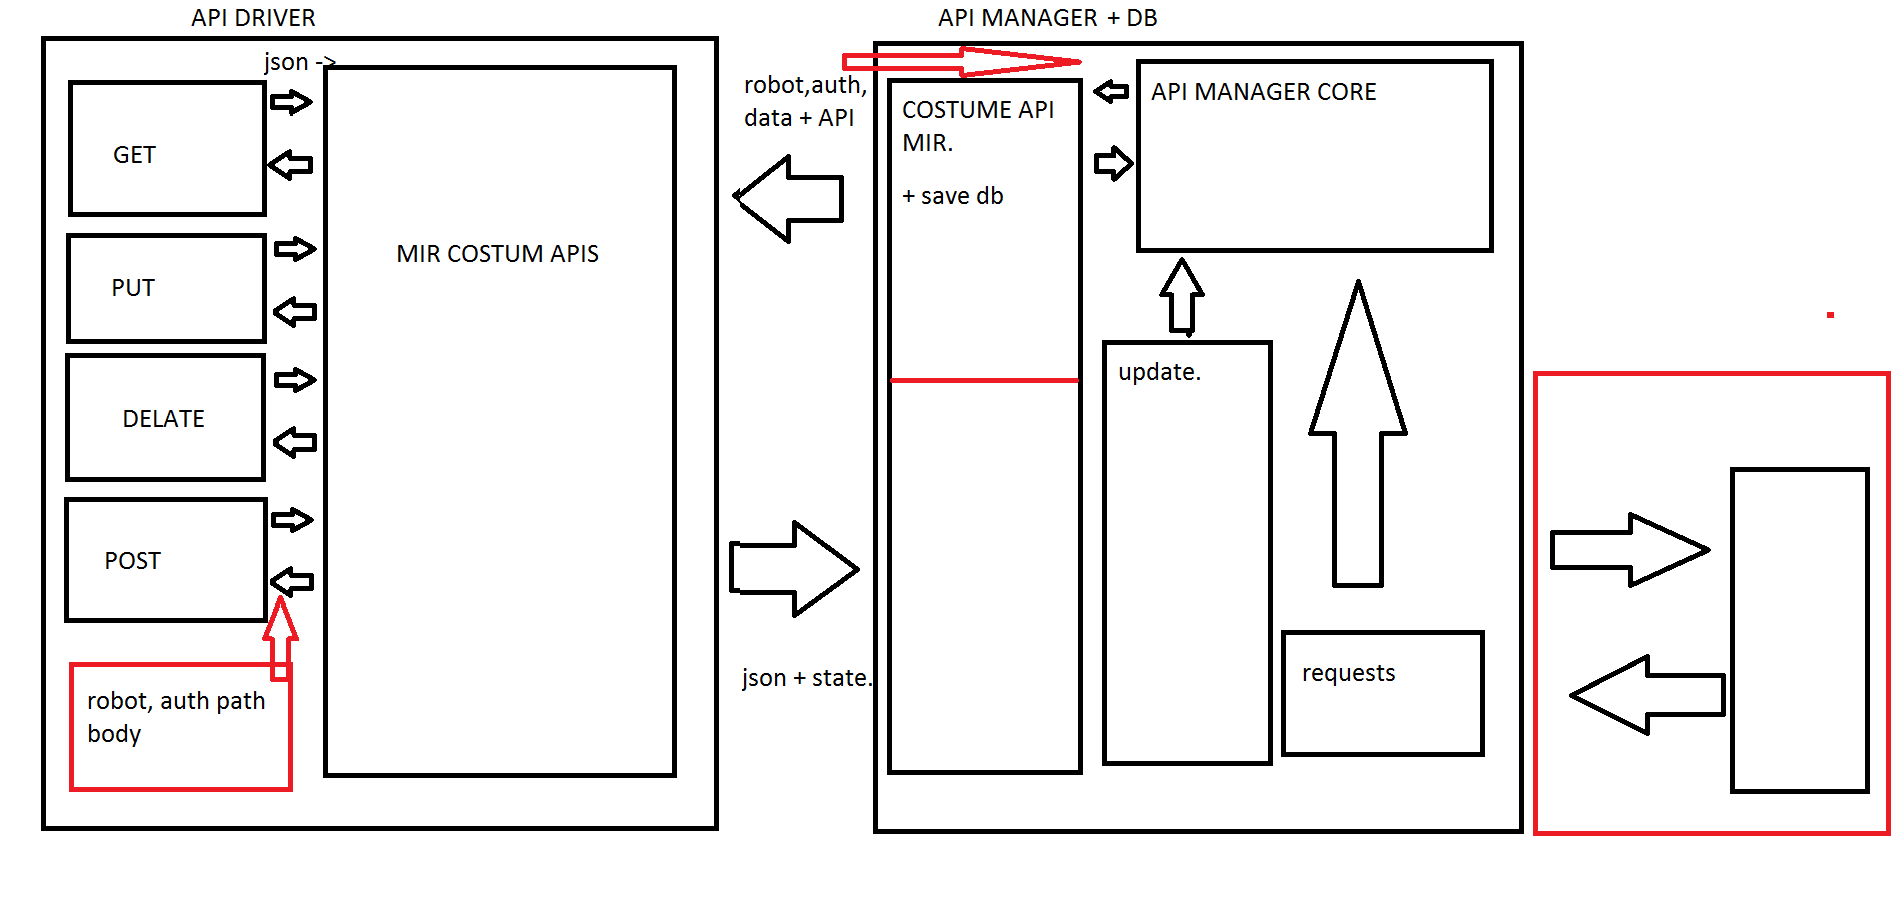 API DRIVER
json ->
GET
PUT
DELATE
POST
robot, auth path
body
MIR COSTUM APIS
robot,auth,
data + API
json + state.
API MANAGER + DB
COSTUME API
MIR.
+ save db
API MANAGER CORE
update.
requests